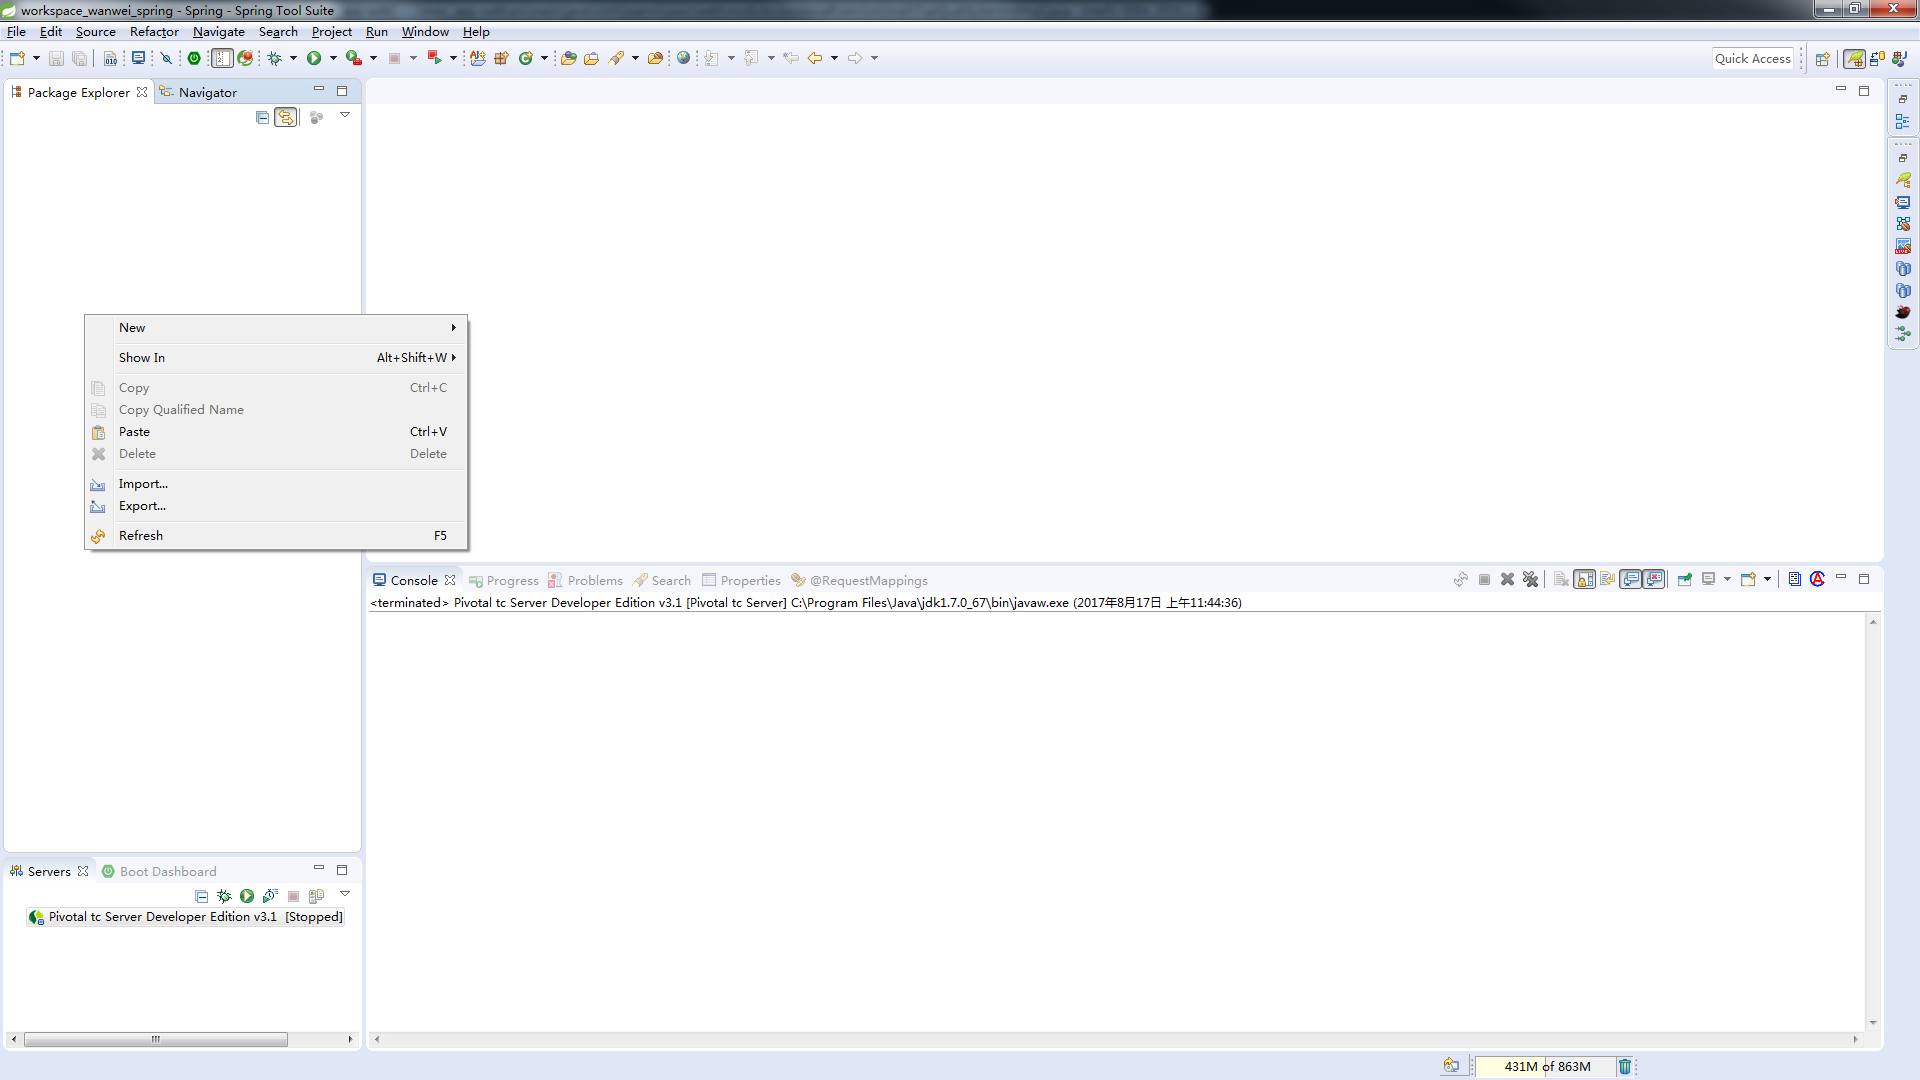 workspace_wanwei_spring - Spring - Spring Tool Suite
File Edit Source Refactor Navigate Search Project Run Window Help
Quick Access
Package Explorer Navigator
New
Show In Alt+Shift+W
Copy Ctrl+C
Copy Qualified Name
Paste Ctrl+V
Delete Delete
Import...
Export...
Refresh F5
Console Progress Problems Search Properties @RequestMappings
<terminated> Pivotal tc Server Developer Edition v3.1 [Pivotal tc Server] C:\Program Files\Java\jdk1.7.0_67\bin\javaw.exe (2017年8月17日 上午11:44:36)
Servers Boot Dashboard
Pivotal tc Server Developer Edition v3.1 [Stopped]
431M of 863M